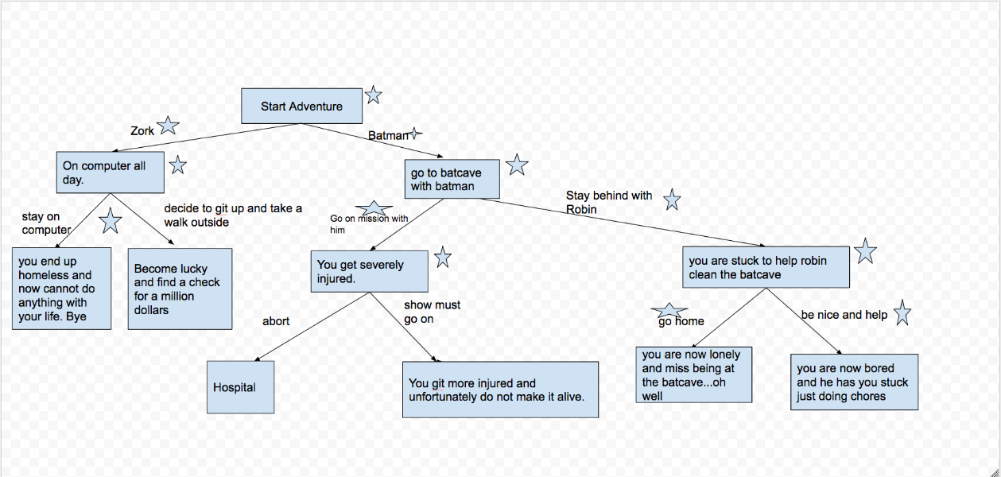 Start Adventure
Zork
Batman
On computer all
day.
go to batcave
with batman
stay on
computer
decide to git up and take a
walk outside
Go on mission with
him
Stay behind with
Robin
you end up
homeless and
now cannot do
anything with
your life. Bye
Become lucky
and find a check
for a million
dollars
You get severely
injured.
you are stuck to help robin
clean the batcave
abort
show must
go on
go home
be nice and help
Hospital
You git more injured and
unfortunately do not make it alive.
you are now lonely
and miss being at
the batcave...oh
well
you are now bored
and he has you stuck
just doing chores